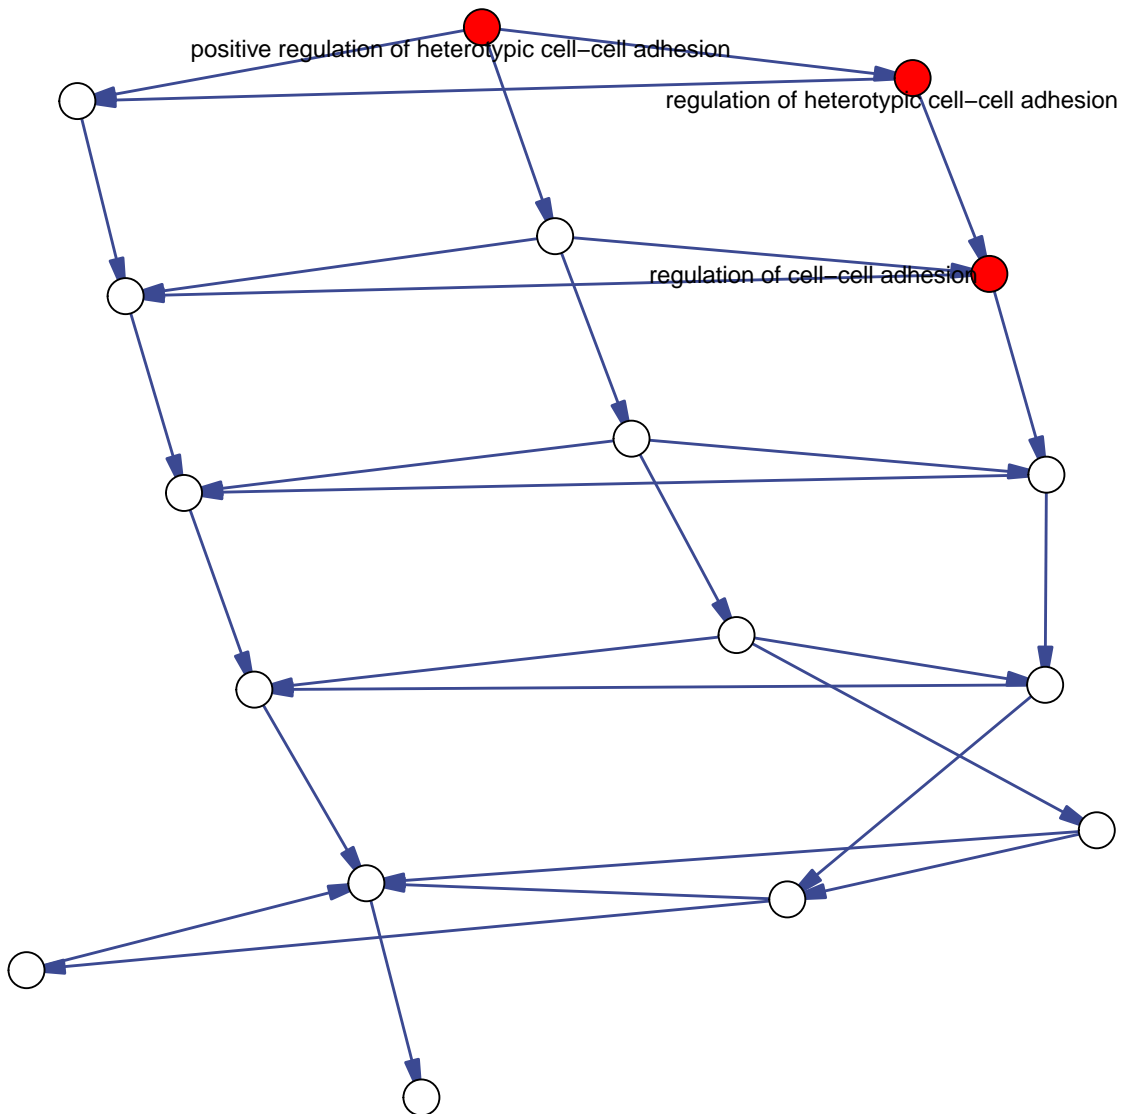 positive regulation of heterotypic cell−cell adhesion
regulation of heterotypic cell−cell adhesion
regulation of cell−cell adhesion